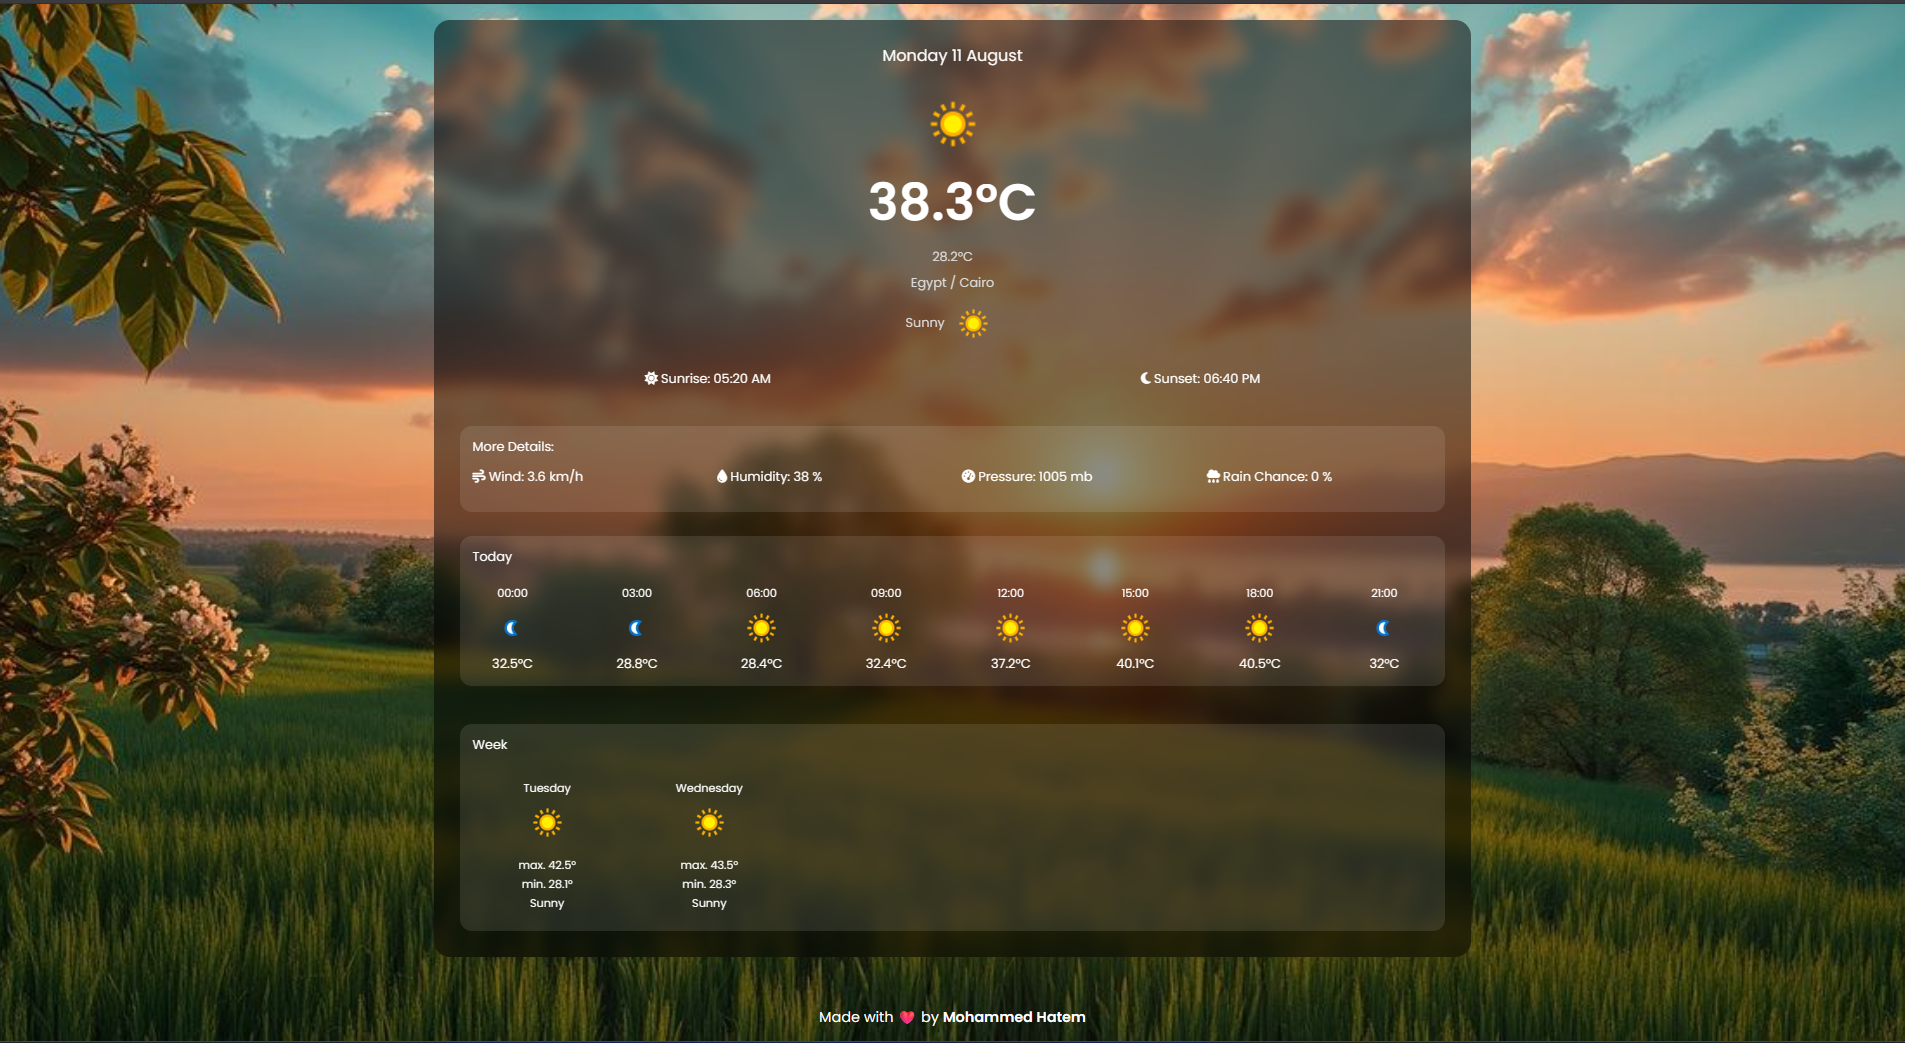 Monday 11 August
38.3°C
28.2°C
Egypt / Cairo
Sunny
Sunrise: 05:20 AM Sunset: 06:40 PM
More Details:
Wind: 3.6 km/h Humidity: 38 % Pressure: 1005 mb Rain Chance: 0 %
Today
00:00 03:00 06:00 09:00 12:00 15:00 18:00 21:00
32.5°C 28.8°C 28.4°C 32.4°C 37.2°C 40.1°C 40.5°C 32°C
Week
Tuesday Wednesday
max. 42.5° max. 43.5°
min. 28.1° min. 28.3°
Sunny Sunny
Made with ❤ by Mohammed Hatem